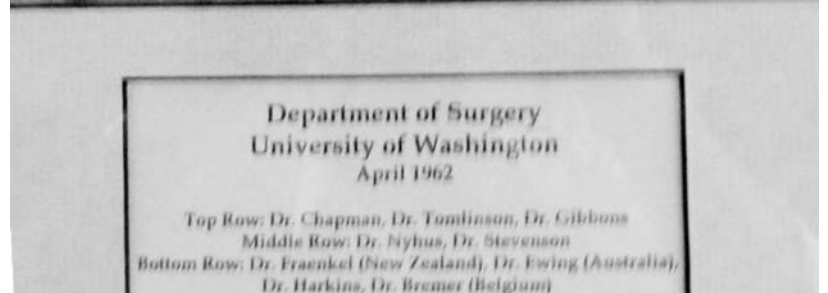 Department of Surgery
University of Washington
April 1962
Top Row: Dr. Chapman, Dr. Tomlinson, Dr. Gibbons
Middle Row: Dr. Nyhus, Dr. Stevenson
Bottom Row: Dr. Fraenkel (New Zealand), Dr. Ewing (Australia),
Dr. Harkins, Dr. Bremer (Belgium)